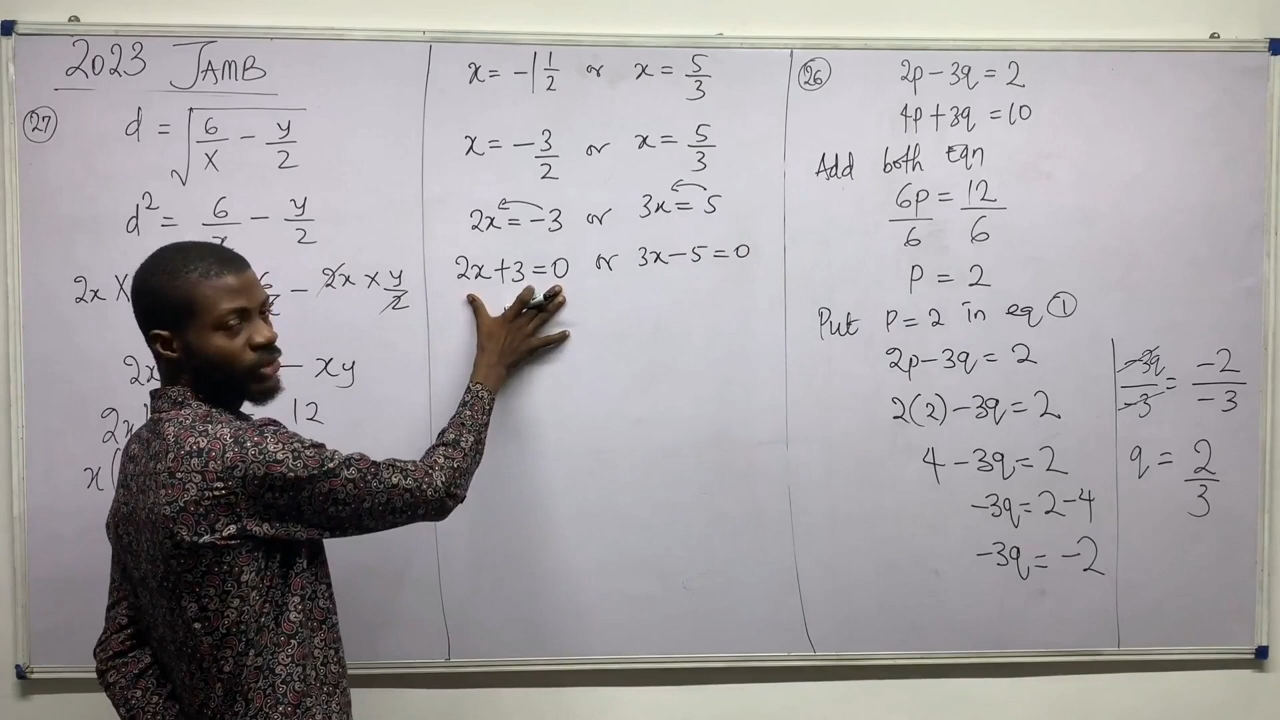 2023 JAMB
27
d = √(6/x - y/2)
d² = 6/x - y/2
2x × - 2x × y/2
2x - xy
2x 12
x(
x = -1 1/2 or x = 5/3
x = -3/2 or x = 5/3
2x = -3 or 3x = 5
2x + 3 = 0 or 3x - 5 = 0
26
2p - 3q = 2
4p + 3q = 10
Add both Eqn
6p/6 = 12/6
P = 2
Put P = 2 in eq ①
2p - 3q = 2
2(2) - 3q = 2
4 - 3q = 2
-3q = 2 - 4
-3q = -2
-3q/-3 = -2/-3
q = 2/3